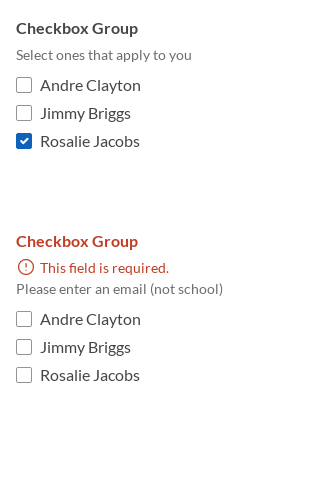 Checkbox Group
Select ones that apply to you
Andre Clayton
Jimmy Briggs
Rosalie Jacobs
Checkbox Group
This field is required.
Please enter an email (not school)
Andre Clayton
Jimmy Briggs
Rosalie Jacobs